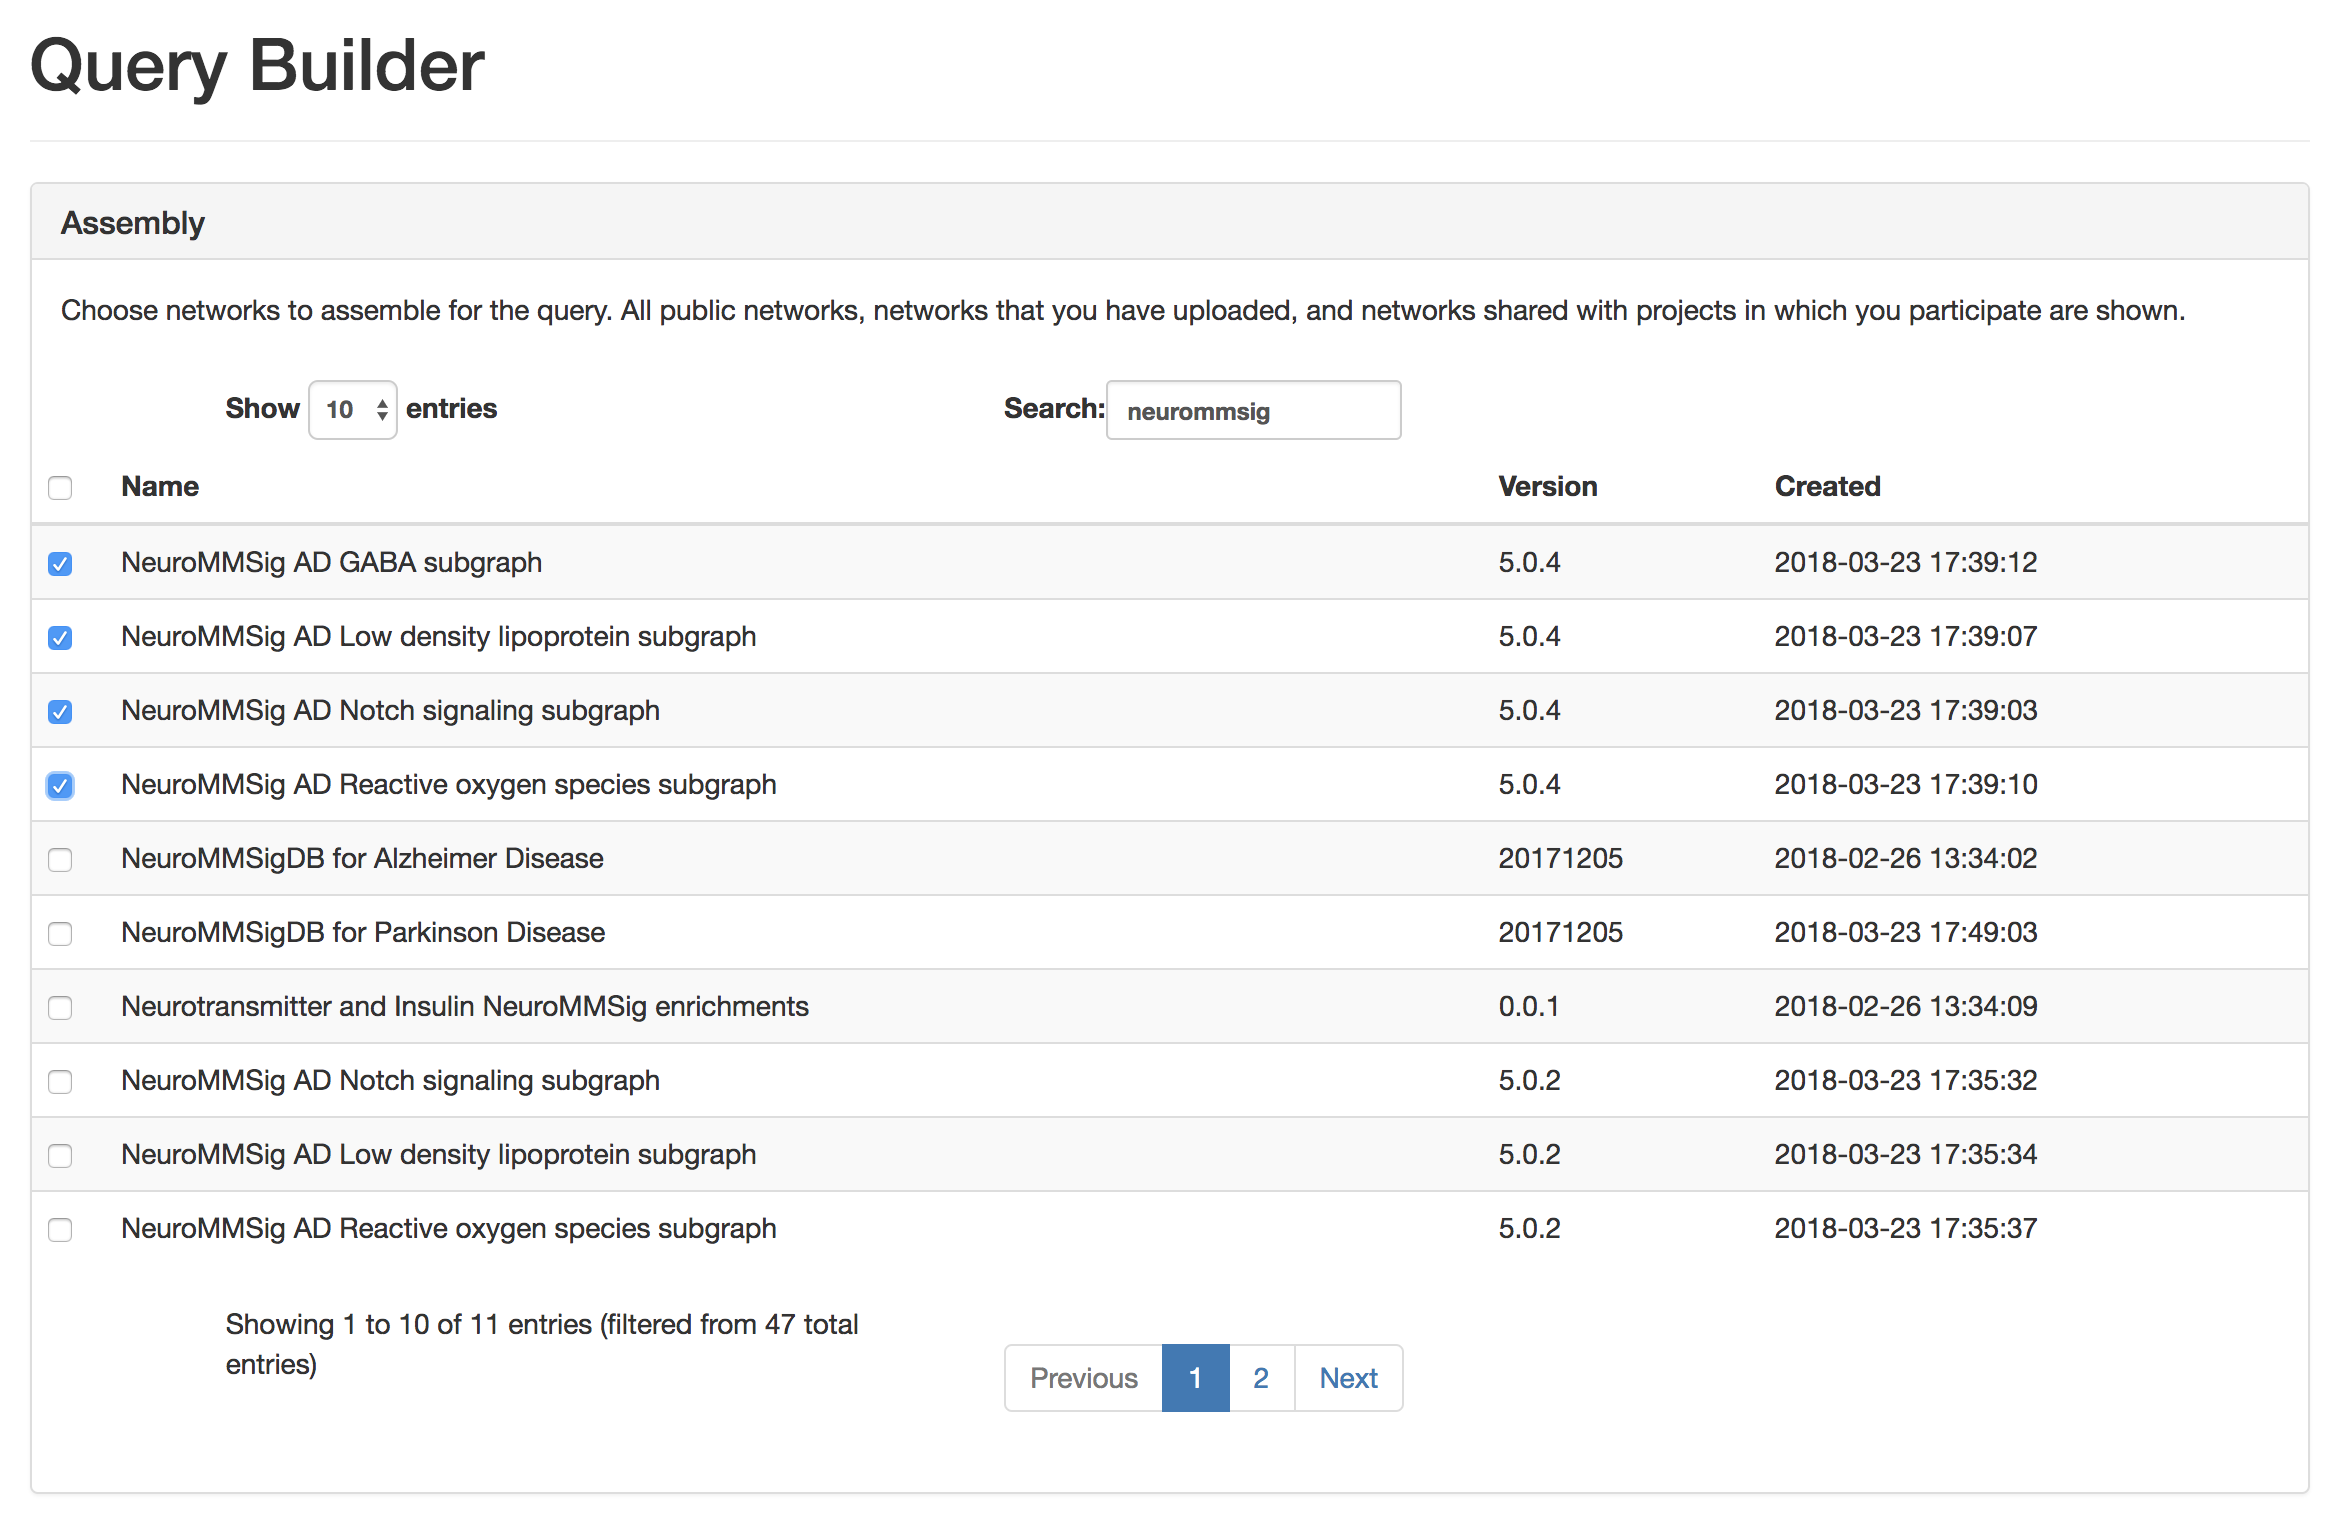 Query Builder
Assembly
Choose networks to assemble for the query. All public networks, networks that you have uploaded, and networks shared with projects in which you participate are shown.
Show 10 entries Search: neurommsig
Name Version Created
NeuroMMSig AD GABA subgraph 5.0.4 2018-03-23 17:39:12
NeuroMMSig AD Low density lipoprotein subgraph 5.0.4 2018-03-23 17:39:07
NeuroMMSig AD Notch signaling subgraph 5.0.4 2018-03-23 17:39:03
NeuroMMSig AD Reactive oxygen species subgraph 5.0.4 2018-03-23 17:39:10
NeuroMMSigDB for Alzheimer Disease 20171205 2018-02-26 13:34:02
NeuroMMSigDB for Parkinson Disease 20171205 2018-03-23 17:49:03
Neurotransmitter and Insulin NeuroMMSig enrichments 0.0.1 2018-02-26 13:34:09
NeuroMMSig AD Notch signaling subgraph 5.0.2 2018-03-23 17:35:32
NeuroMMSig AD Low density lipoprotein subgraph 5.0.2 2018-03-23 17:35:34
NeuroMMSig AD Reactive oxygen species subgraph 5.0.2 2018-03-23 17:35:37
Showing 1 to 10 of 11 entries (filtered from 47 total
entries)
Previous 1 2 Next